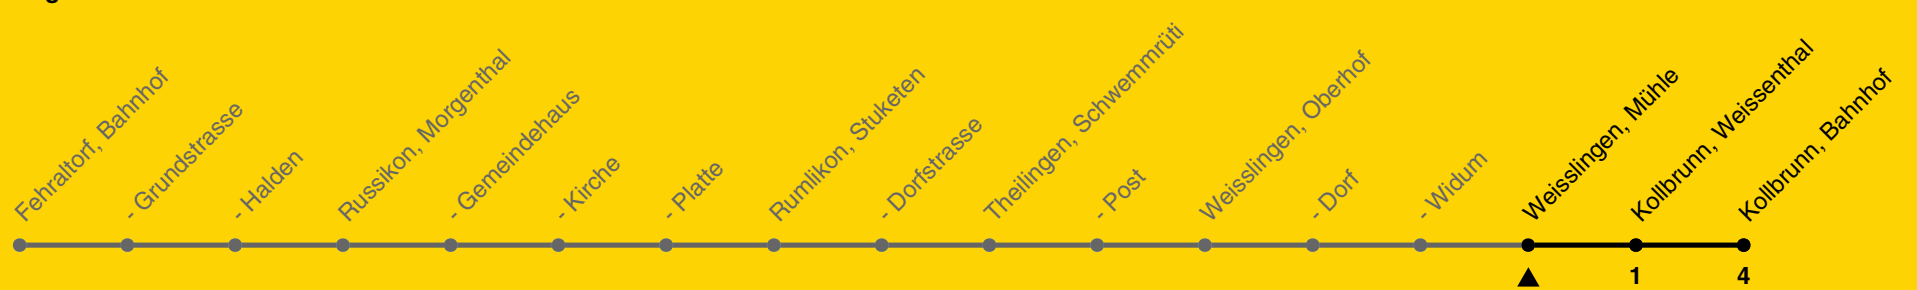 Fehraltorf, Bahnhof
- Grundstrasse
- Halden
Russikon, Morgenthal
- Gemeindehaus
- Kirche
- Platte
Rumlikon, Stuketen
- Dorfstrasse
Theilingen, Schwemmrüti
- Post
Weisslingen, Oberhof
- Dorf
- Widum
Weisslingen, Mühle
Kollbrunn, Weissenthal
Kollbrunn, Bahnhof
1
4